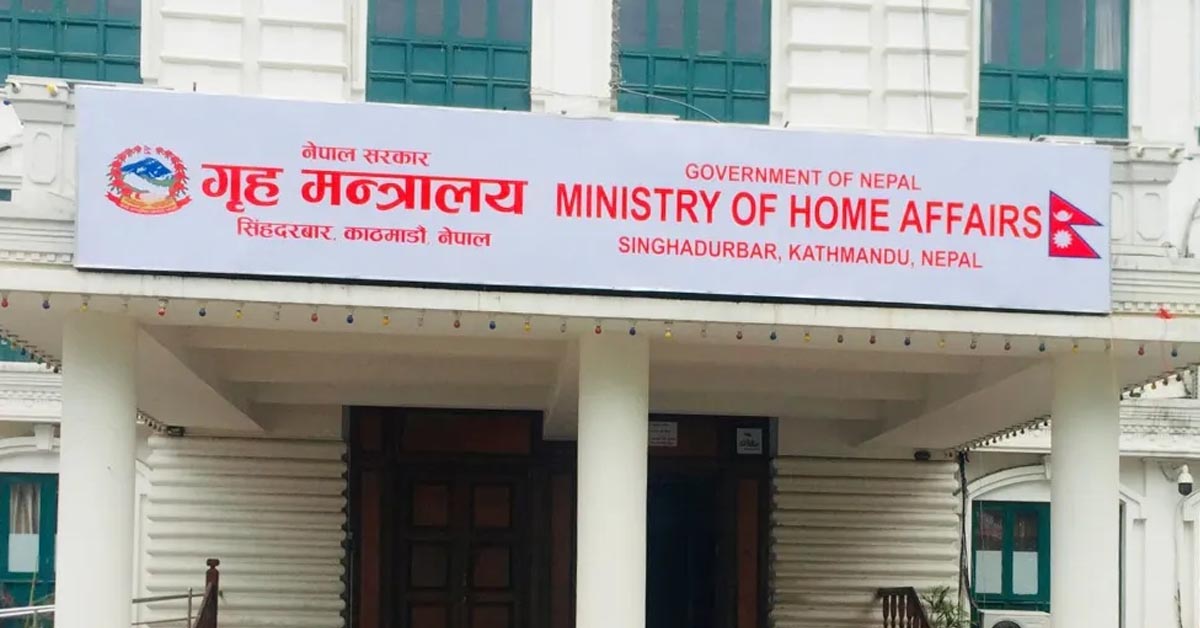 नेपाल सरकार
गृह मन्त्रालय
सिंहदरबार, काठमाडौं, नेपाल
GOVERNMENT OF NEPAL
MINISTRY OF HOME AFFAIRS
SINGHADURBAR, KATHMANDU, NEPAL